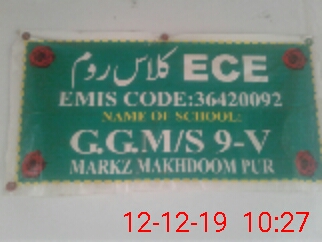 ECE کلاس روم
EMIS CODE:36420092
NAME OF SCHOOL:
G.G.M/S 9-V
MARKZ MAKHDOOM PUR
12-12-19 10:27